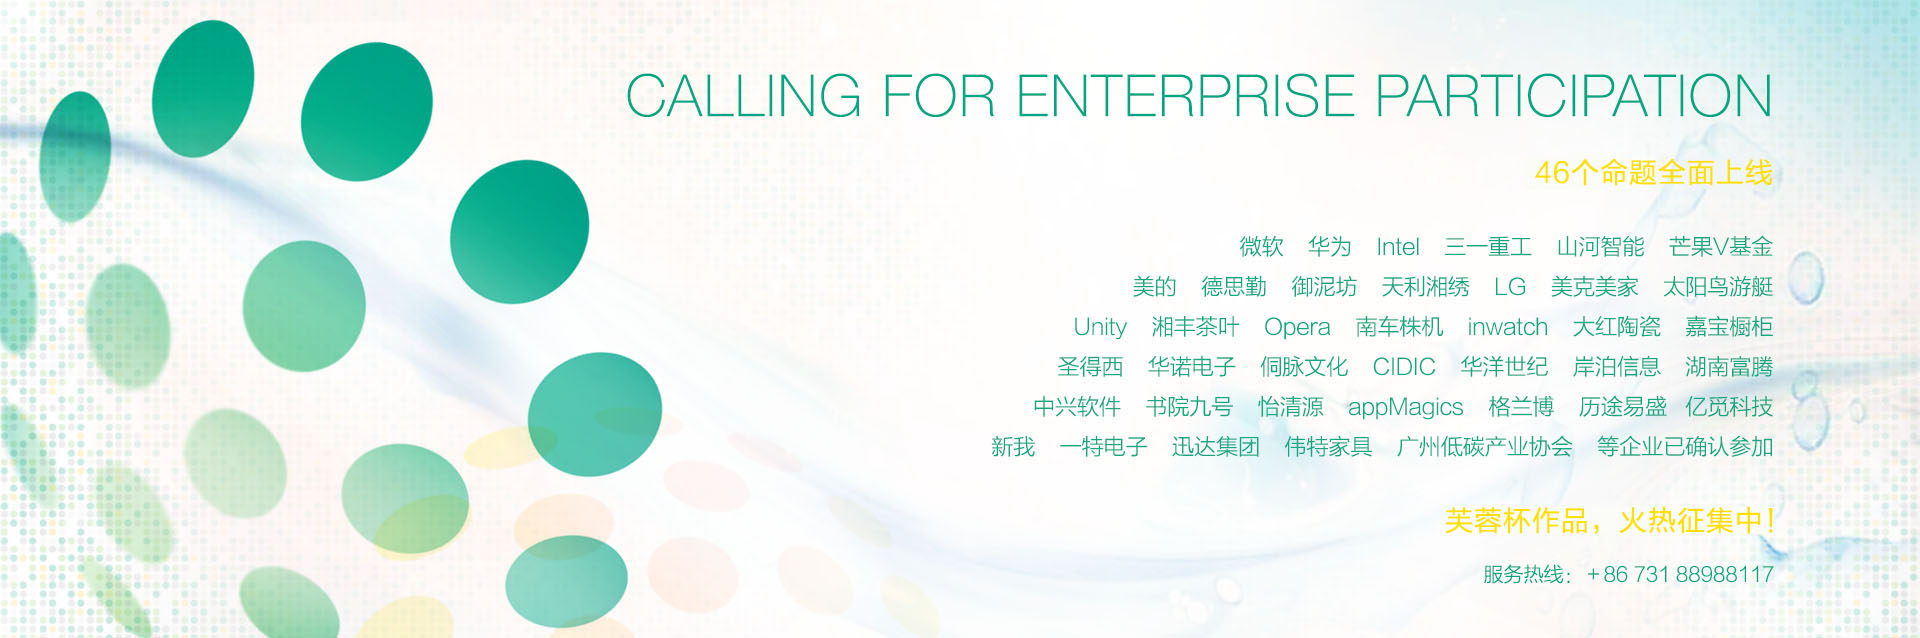 CALLING FOR ENTERPRISE PARTICIPATION
46个命题全面上线
微软 华为 Intel 三一重工 山河智能 芒果V基金
美的 德思勤 御泥坊 天利湘绣 LG 美克美家 太阳鸟游艇
Unity 湘丰茶叶 Opera 南车株机 inwatch 大红陶瓷 嘉宝橱柜
圣得西 华诺电子 侗脉文化 CIDIC 华洋世纪 岸泊信息 湖南富腾
中兴软件 书院九号 怡清源 appMagics 格兰博 历途易盛 亿觅科技
新我 一特电子 迅达集团 伟特家具 广州低碳产业协会 等企业已确认参加
芙蓉杯作品，火热征集中！
服务热线：＋86 731 88988117